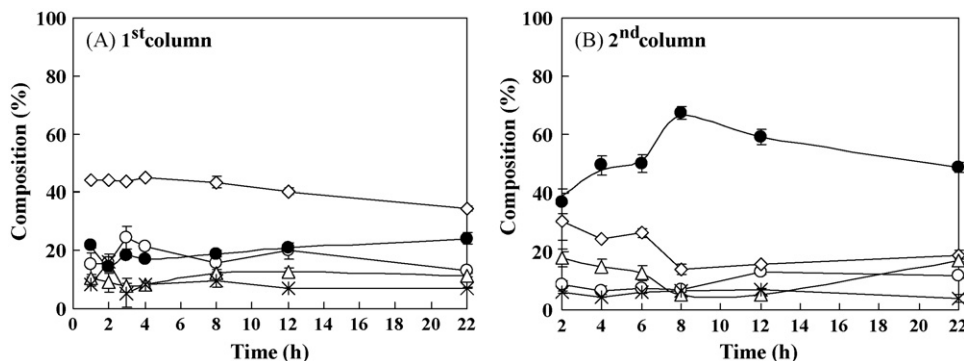 (A) 1st column
Composition (%)
100
80
60
40
20
0
0 2 4 6 8 10 12 14 16 18 20 22
Time (h)
(B) 2nd column
Composition (%)
100
80
60
40
20
0
2 4 6 8 10 12 14 16 18 20 22
Time (h)